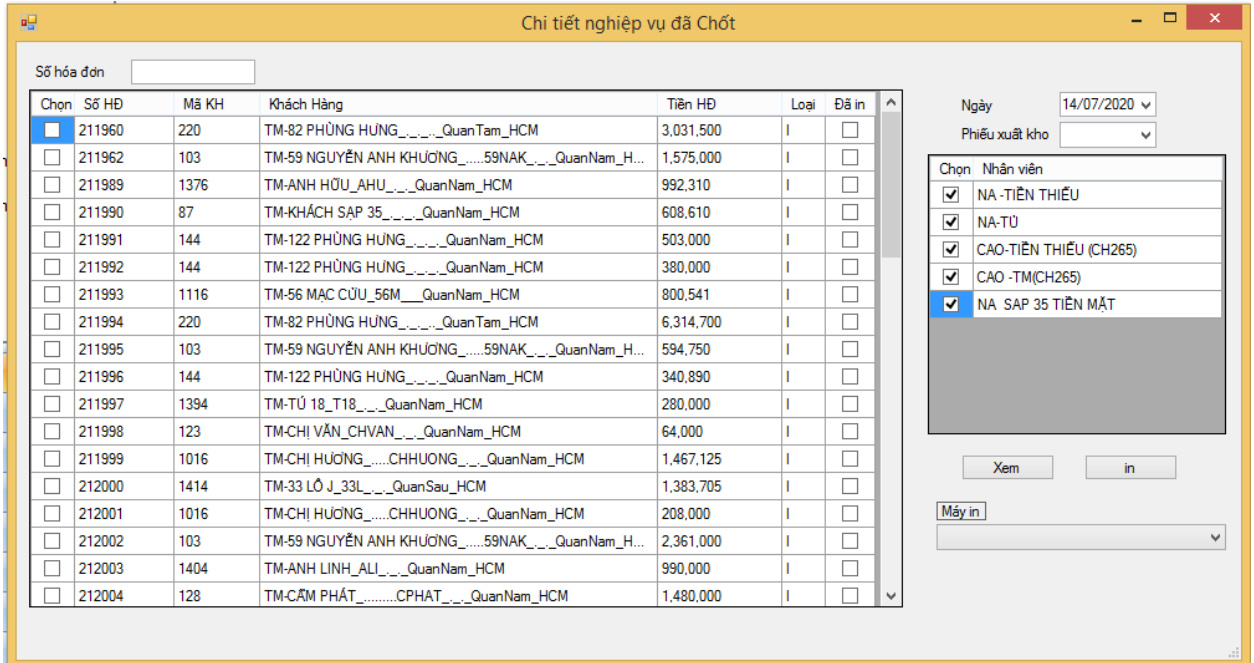 Chi tiết nghiệp vụ đã Chốt
Số hóa đơn
Chọn Số HĐ Mã KH Khách Hàng Tiền HĐ Loại Đã in
211960 220 TM-82 PHÙNG HƯNG_._._.._QuanTam_HCM 3,031,500 I
211962 103 TM-59 NGUYỄN ANH KHƯƠNG_.....59NAK_._._QuanNam_H... 1,575,000 I
211989 1376 TM-ANH HỮU_AHU_._._QuanNam_HCM 992,310 I
211990 87 TM-KHÁCH SẠP 35_._._._QuanNam_HCM 608,610 I
211991 144 TM-122 PHÙNG HƯNG_._._._QuanNam_HCM 503,000 I
211992 144 TM-122 PHÙNG HƯNG_._._._QuanNam_HCM 380,000 I
211993 1116 TM-56 MẠC CỬU_56M___QuanNam_HCM 800,541 I
211994 220 TM-82 PHÙNG HƯNG_._._.._QuanTam_HCM 6,314,700 I
211995 103 TM-59 NGUYỄN ANH KHƯƠNG_.....59NAK_._._QuanNam_H... 594,750 I
211996 144 TM-122 PHÙNG HƯNG_._._._QuanNam_HCM 340,890 I
211997 1394 TM-TÚ 18_T18_._._QuanNam_HCM 280,000 I
211998 123 TM-CHỊ VĂN_CHVAN_._._QuanNam_HCM 64,000 I
211999 1016 TM-CHỊ HƯƠNG_.....CHHUONG_._._QuanNam_HCM 1,467,125 I
212000 1414 TM-33 LÔ J_33L_._._QuanSau_HCM 1,383,705 I
212001 1016 TM-CHỊ HƯƠNG_.....CHHUONG_._._QuanNam_HCM 208,000 I
212002 103 TM-59 NGUYỄN ANH KHƯƠNG_.....59NAK_._._QuanNam_H... 2,361,000 I
212003 1404 TM-ANH LINH_ALI_._._QuanNam_HCM 990,000 I
212004 128 TM-CẨM PHÁT_.........CPHAT_._._QuanNam_HCM 1,480,000 I
Ngày 14/07/2020
Phiếu xuất kho
Chọn Nhân viên
NA -TIỀN THIẾU
NA-TỦ
CAO-TIỀN THIẾU (CH265)
CAO -TM(CH265)
NA SAP 35 TIỀN MẶT
Xem in
Máy in